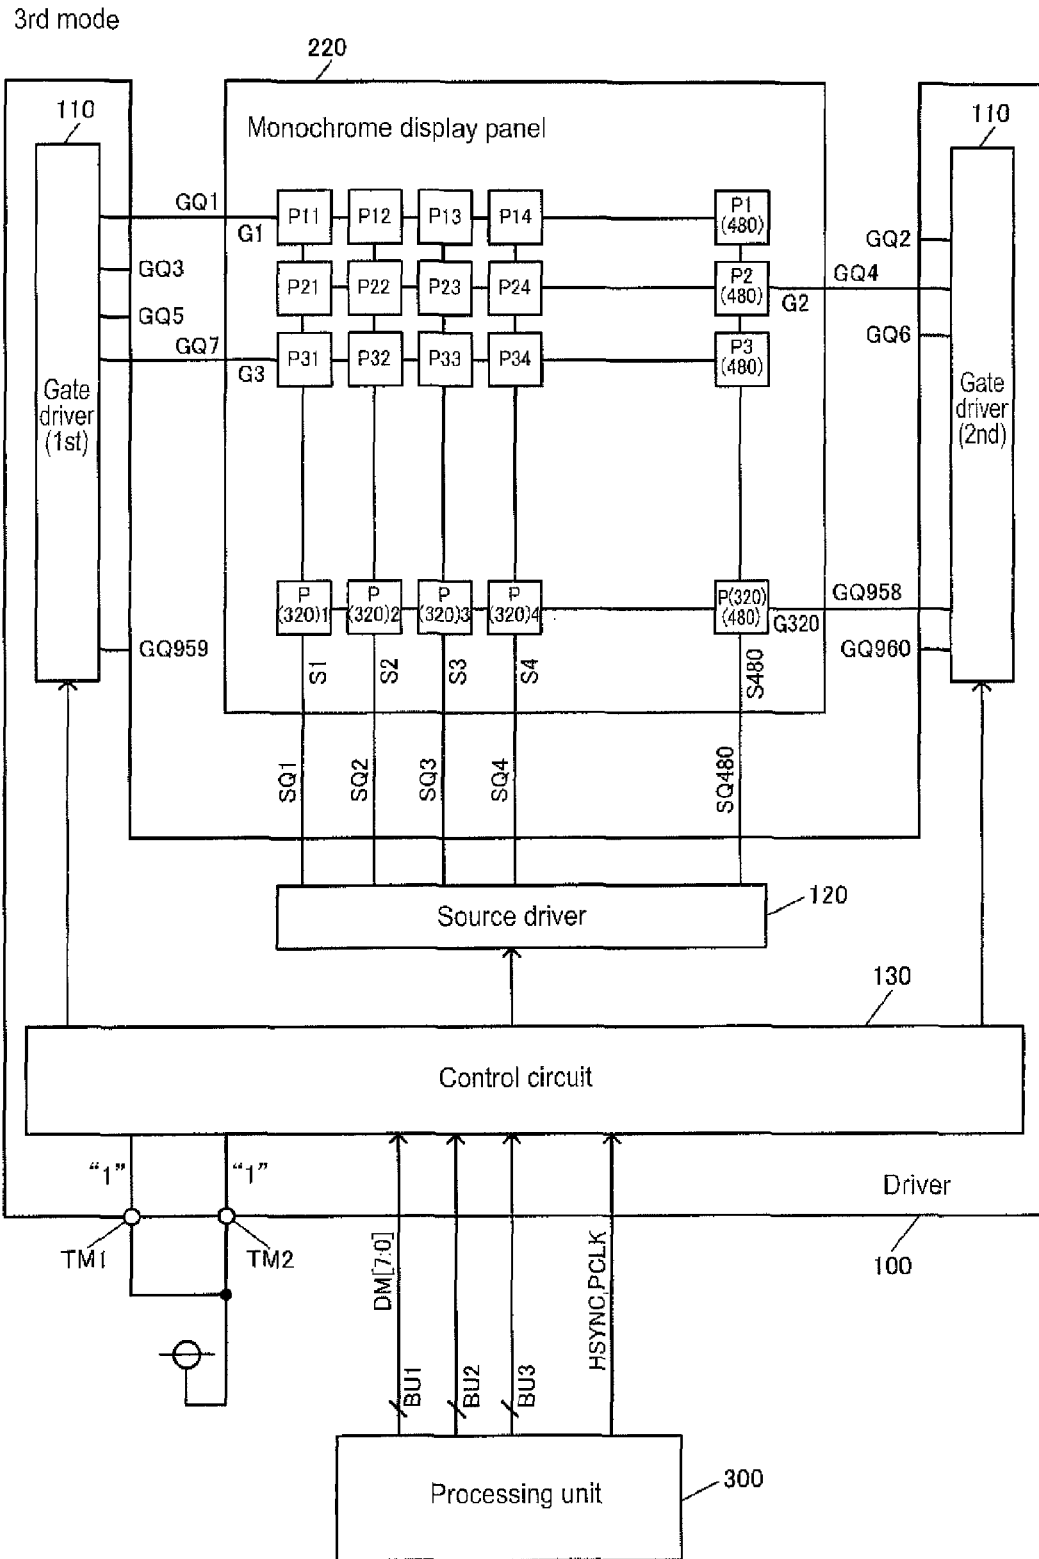 3rd mode
220
110
110
Monochrome display panel
GQ1
G1
P11
P12
P13
P14
P1
(480)
GQ2
GQ3
P21
P22
P23
P24
P2
(480)
GQ4
G2
GQ5
GQ6
GQ7
G3
P31
P32
P33
P34
P3
(480)
Gate
driver
(1st)
Gate
driver
(2nd)
P
(320)1
P
(320)2
P
(320)3
P
(320)4
P(320)
(480)
GQ958
G320
GQ959
GQ960
S1
S2
S3
S4
S480
SQ1
SQ2
SQ3
SQ4
SQ480
Source driver
120
130
Control circuit
“1”
“1”
Driver
TM1
TM2
100
DM[7:0]
HSYNC,PCLK
BU1
BU2
BU3
Processing unit
300